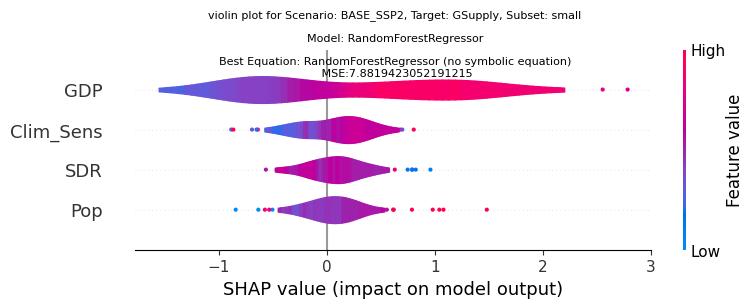 violin plot for Scenario: BASE_SSP2, Target: GSupply, Subset: small
Model: RandomForestRegressor
Best Equation: RandomForestRegressor (no symbolic equation)
MSE:7.8819423052191215
High
GDP
Clim_Sens
SDR
Pop
Feature value
Low
−1 0 1 2 3
SHAP value (impact on model output)